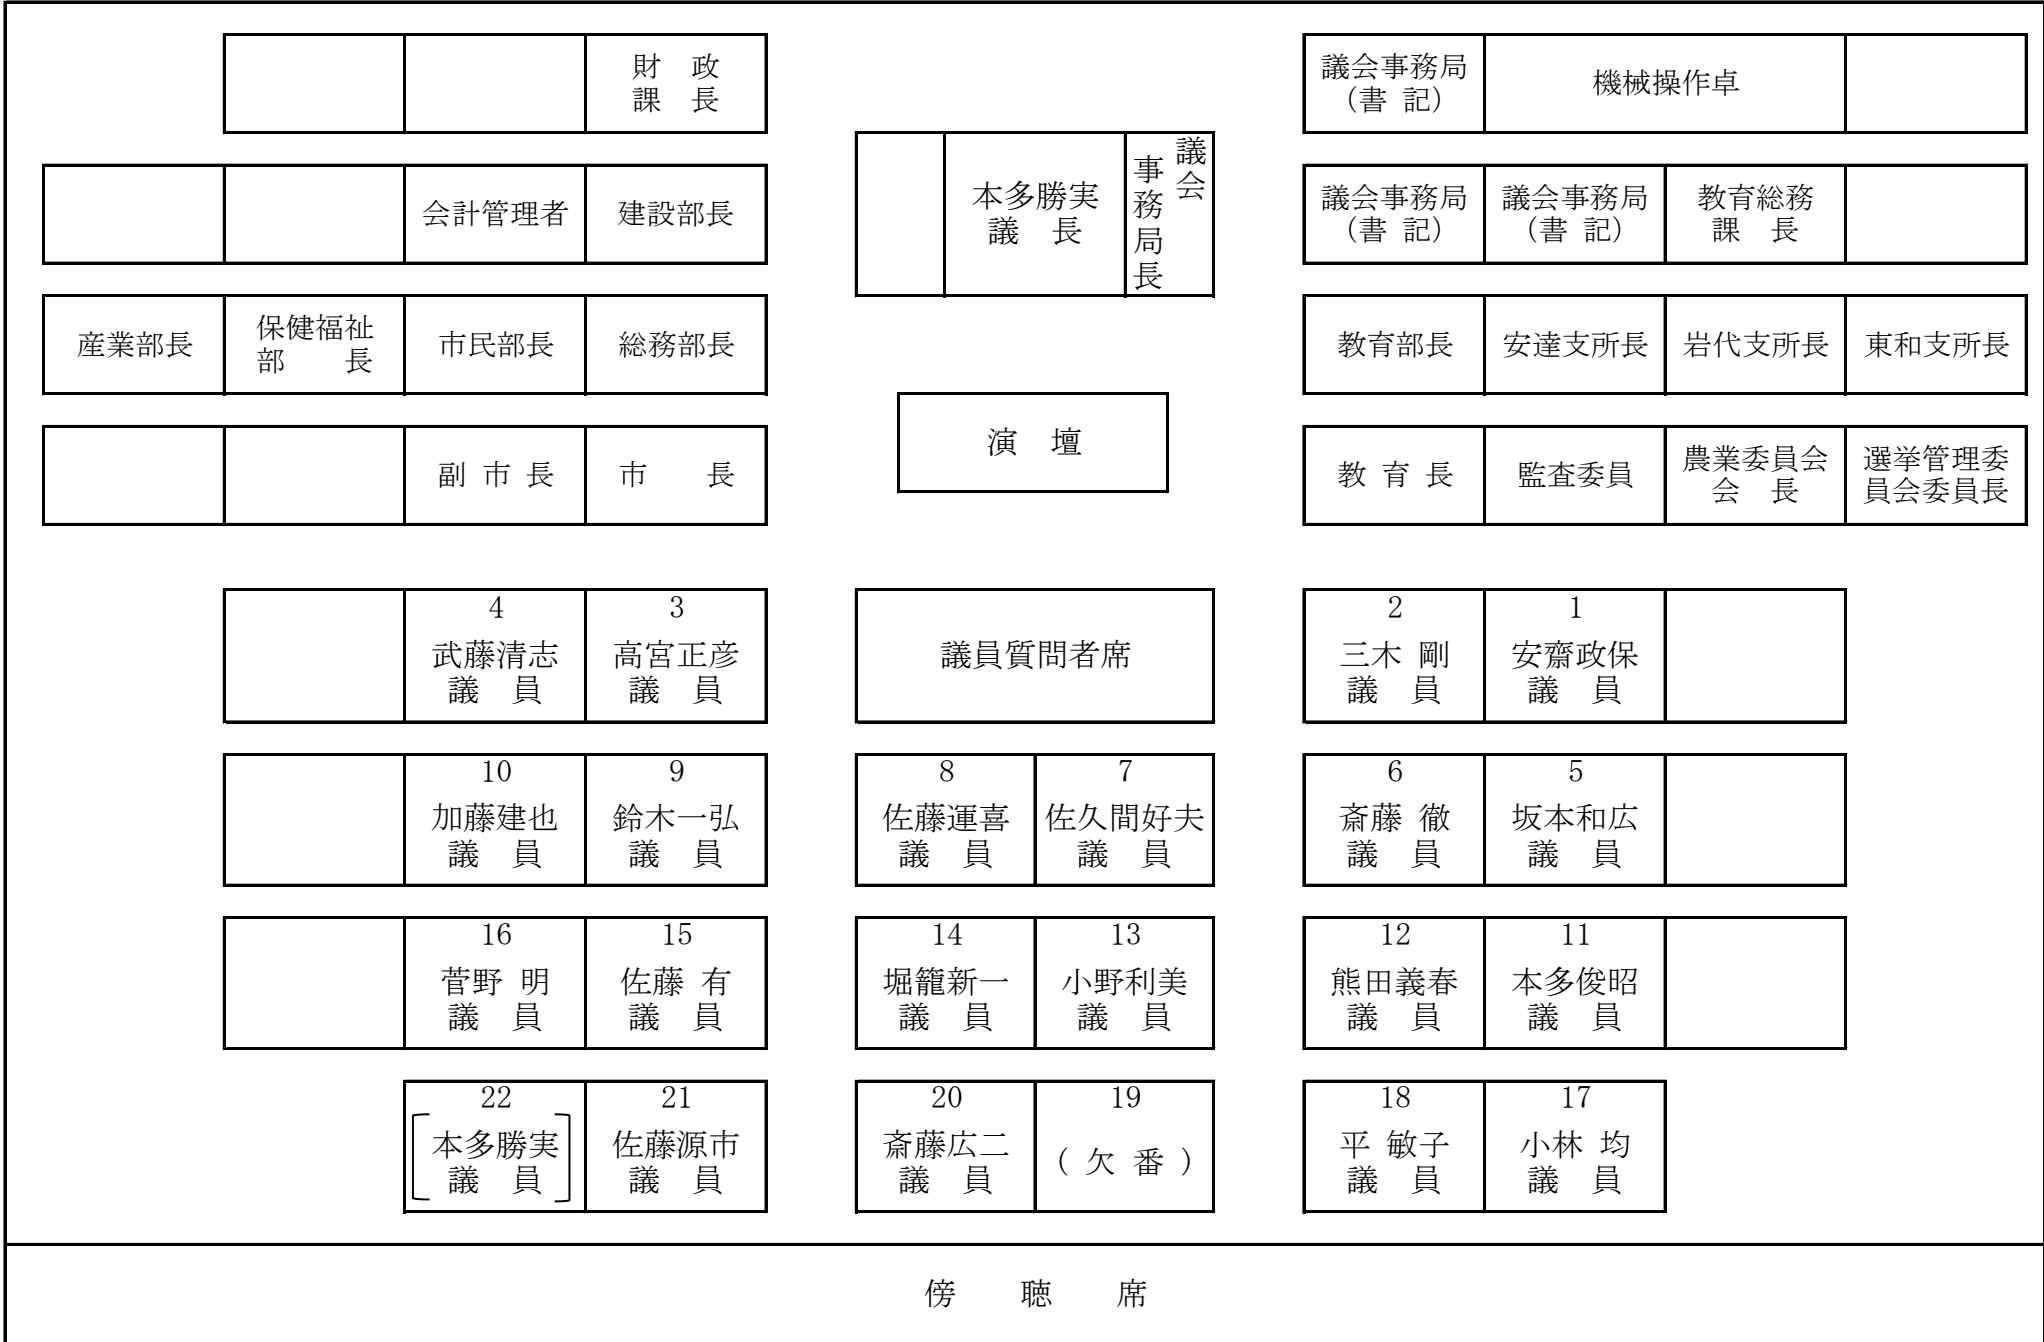 財　政
課　長
議会事務局
(書 記)
機械操作卓
会計管理者
建設部長
本多勝実
議　長
議会
事務局長
議会事務局
(書 記)
議会事務局
(書 記)
教育総務
課　長
産業部長
保健福祉
部　　長
市民部長
総務部長
教育部長
安達支所長
岩代支所長
東和支所長
演　壇
副 市 長
市　　長
教 育 長
監査委員
農業委員会
会　長
選挙管理委
員会委員長
4
武藤清志
議　員
3
高宮正彦
議　員
議員質問者席
2
三木 剛
議　員
1
安齋政保
議　員
10
加藤建也
議　員
9
鈴木一弘
議　員
8
佐藤運喜
議　員
7
佐久間好夫
議　員
6
斎藤 徹
議　員
5
坂本和広
議　員
16
菅野 明
議　員
15
佐藤 有
議　員
14
堀籠新一
議　員
13
小野利美
議　員
12
熊田義春
議　員
11
本多俊昭
議　員
22
本多勝実
議　員
21
佐藤源市
議　員
20
斎藤広二
議　員
19
( 欠 番 )
18
平 敏子
議　員
17
小林 均
議　員
傍　聴　席